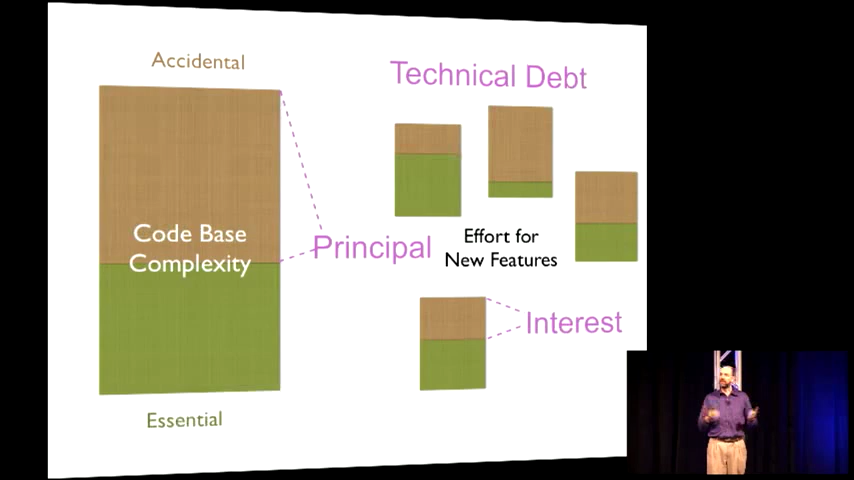 Accidental
Technical Debt
Code Base
Complexity
Principal
Effort for
New Features
Interest
Essential